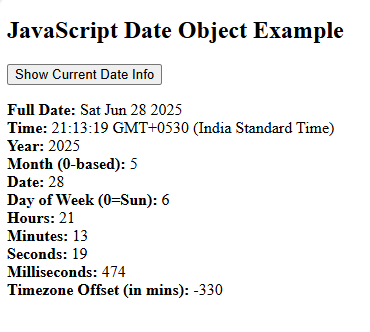 JavaScript Date Object Example
Show Current Date Info
Full Date: Sat Jun 28 2025
Time: 21:13:19 GMT+0530 (India Standard Time)
Year: 2025
Month (0-based): 5
Date: 28
Day of Week (0=Sun): 6
Hours: 21
Minutes: 13
Seconds: 19
Milliseconds: 474
Timezone Offset (in mins): -330